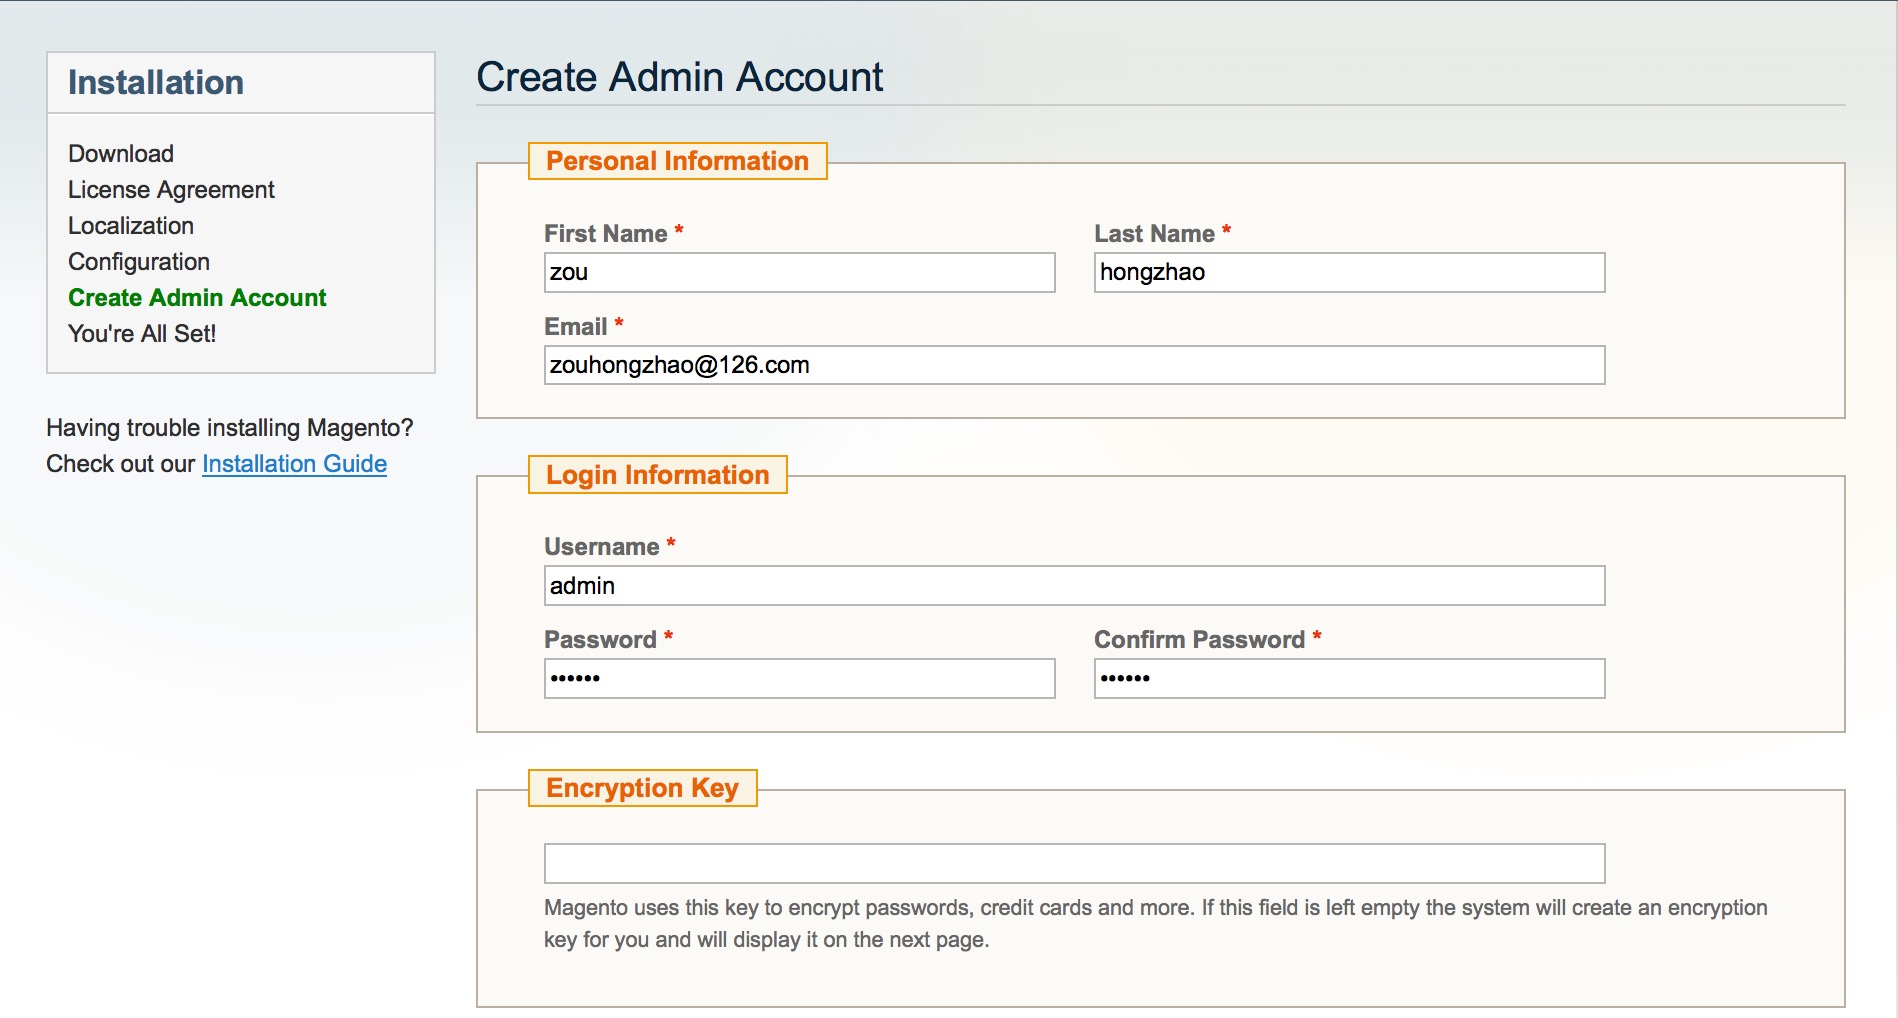 Installation
Download
License Agreement
Localization
Configuration
Create Admin Account
You're All Set!
Having trouble installing Magento?
Check out our Installation Guide
Create Admin Account
Personal Information
First Name *
zou
Last Name *
hongzhao
Email *
zouhongzhao@126.com
Login Information
Username *
admin
Password *
••••••
Confirm Password *
••••••
Encryption Key
Magento uses this key to encrypt passwords, credit cards and more. If this field is left empty the system will create an encryption
key for you and will display it on the next page.